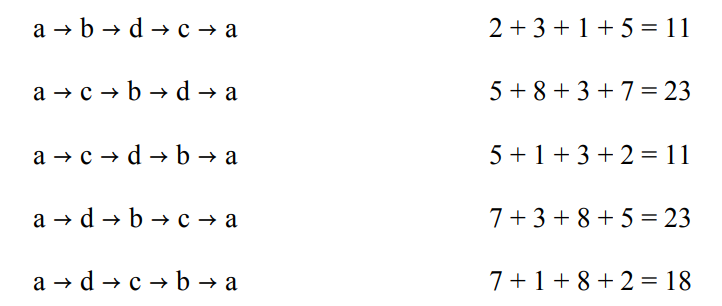 a → b → d → c → a 2 + 3 + 1 + 5 = 11
a → c → b → d → a 5 + 8 + 3 + 7 = 23
a → c → d → b → a 5 + 1 + 3 + 2 = 11
a → d → b → c → a 7 + 3 + 8 + 5 = 23
a → d → c → b → a 7 + 1 + 8 + 2 = 18